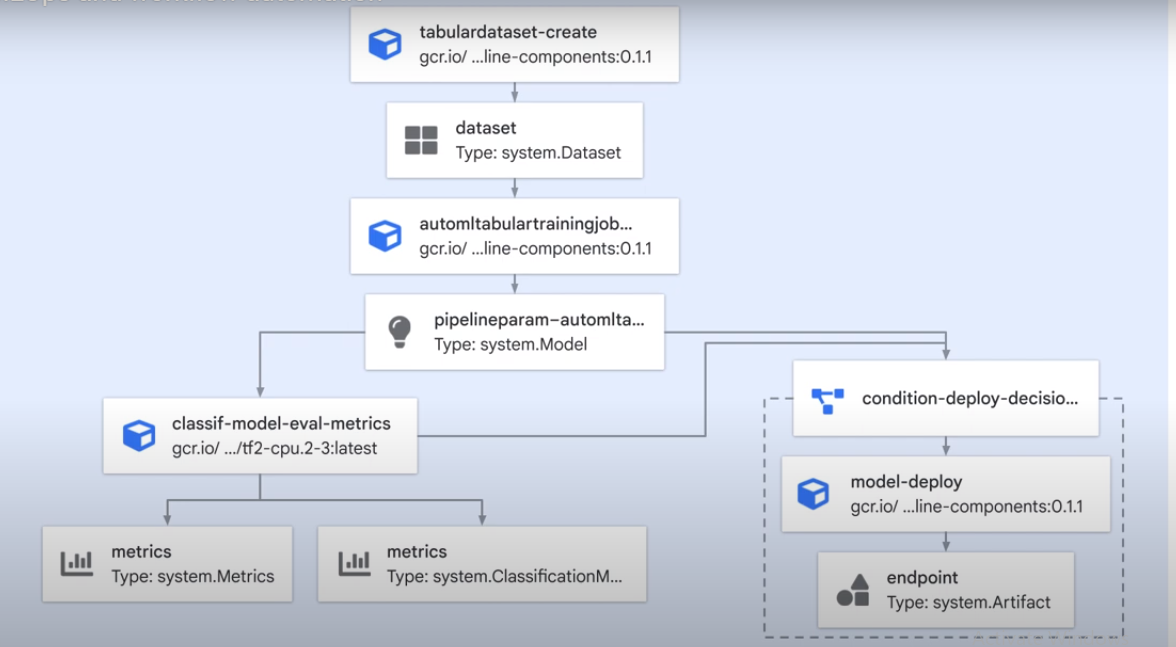 and workflow automation
tabulardataset-create
gcr.io/ ...line-components:0.1.1
dataset
Type: system.Dataset
automltabulartrainingjob...
gcr.io/ ...line-components:0.1.1
pipelineparam–automlta...
Type: system.Model
classif-model-eval-metrics
gcr.io/ .../tf2-cpu.2-3:latest
condition-deploy-decisio...
model-deploy
gcr.io/ ...line-components:0.1.1
metrics
Type: system.Metrics
metrics
Type: system.ClassificationM...
endpoint
Type: system.Artifact